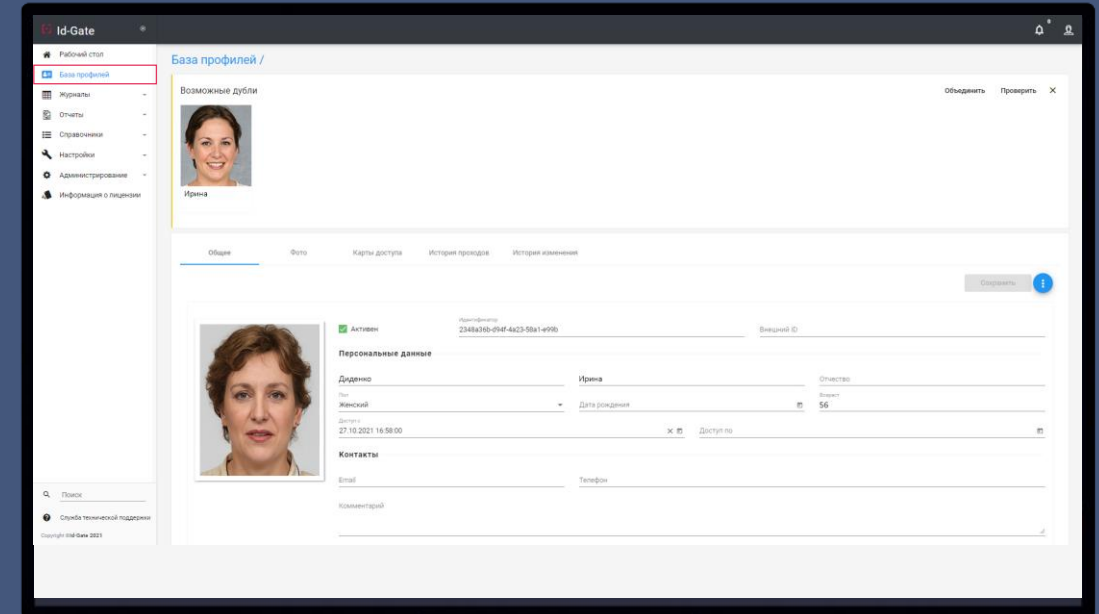 Id-Gate
Рабочий стол
База профилей
Журналы
Отчеты
Справочники
Настройки
Администрирование
Информация о лицензии
Поиск
Служба технической поддержки
Copyright ©Id-Gate 2021
База профилей /
Возможные дубли
Объединить Проверить X
Ирина
Общее Фото Карты доступа История проходов История изменения
Сохранить
Активен
Идентификатор
2348a36b-d94f-4a23-58a1-e99b
Внешний ID
Персональные данные
Диденко Ирина Отчество
Пол Возраст
Женский Дата рождения 56
Доступ с
27.10.2021 16:58:00 Доступ по
Контакты
Email Телефон
Комментарий